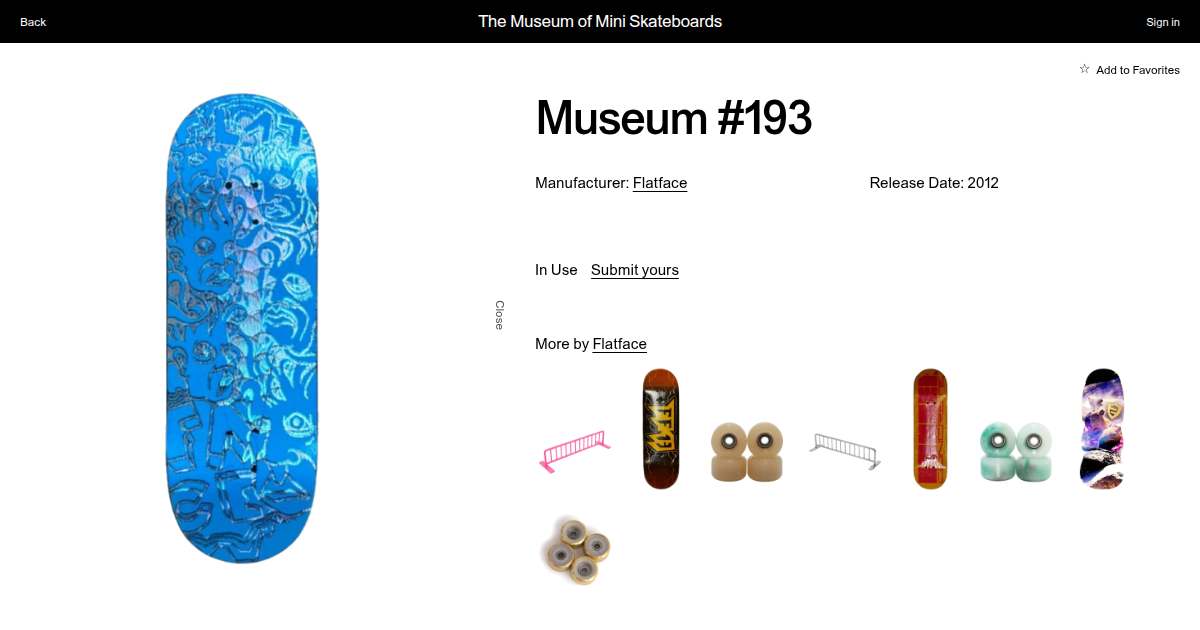 Back
The Museum of Mini Skateboards
Sign in
☆ Add to Favorites
Museum #193
Manufacturer: Flatface
Release Date: 2012
In Use Submit yours
Close
More by Flatface